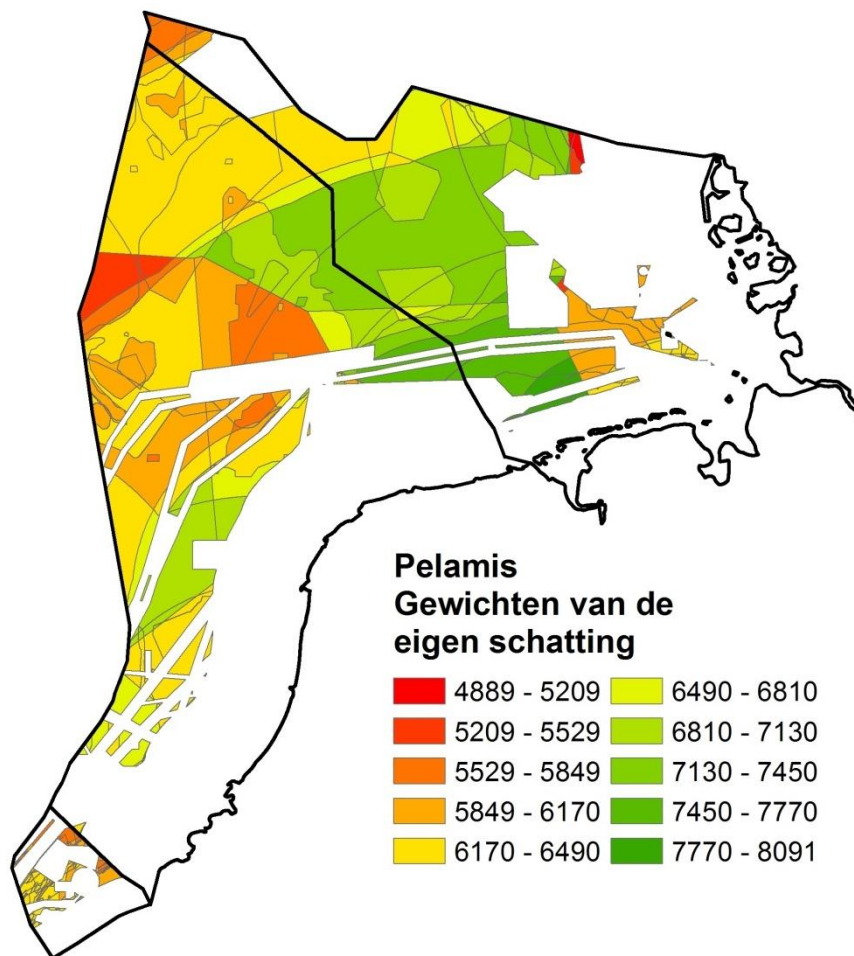 Pelamis
Gewichten van de
eigen schatting
4889 - 5209
5209 - 5529
5529 - 5849
5849 - 6170
6170 - 6490
6490 - 6810
6810 - 7130
7130 - 7450
7450 - 7770
7770 - 8091